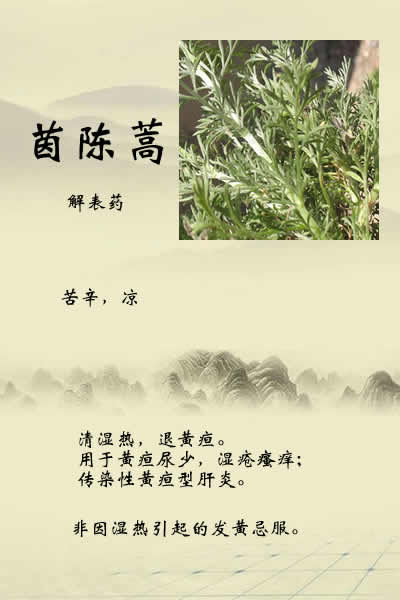 茵陈蒿
解表药
苦辛，凉
清湿热，退黄疸。
用于黄疸尿少，湿疮瘙痒；
传染性黄疸型肝炎。
非因湿热引起的发黄忌服。